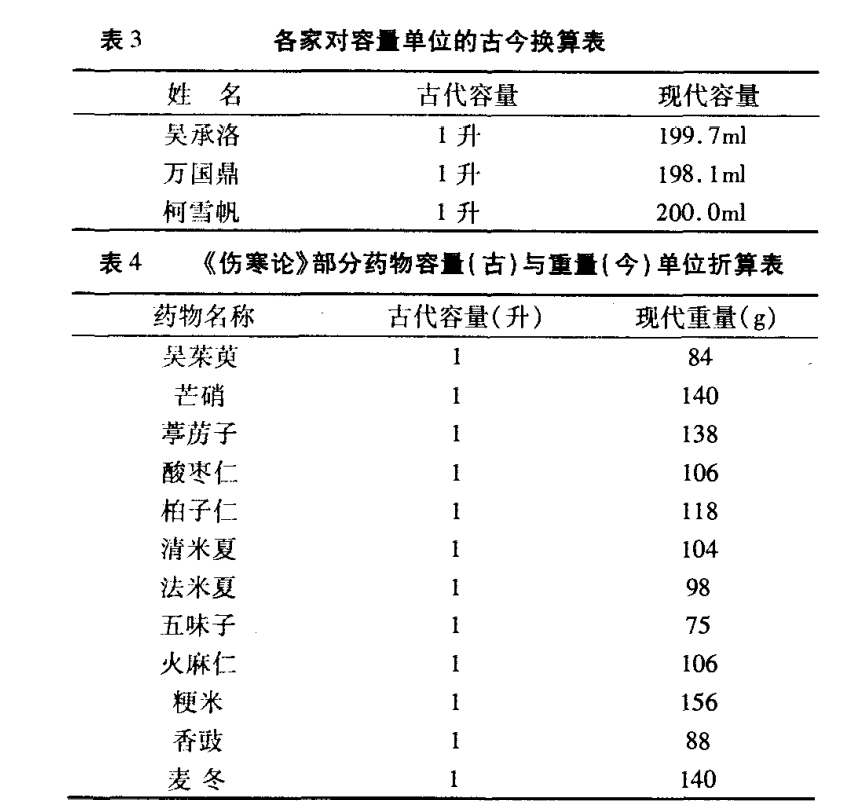 表3 各家对容量单位的古今换算表
姓 名 古代容量 现代容量
吴承洛 1升 199.7ml
万国鼎 1升 198.1ml
柯雪帆 1升 200.0ml
表4 《伤寒论》部分药物容量(古)与重量(今)单位折算表
药物名称 古代容量(升) 现代重量(g)
吴茱萸 1 84
芒硝 1 140
葶苈子 1 138
酸枣仁 1 106
柏子仁 1 118
清米夏 1 104
法米夏 1 98
五味子 1 75
火麻仁 1 106
粳米 1 156
香豉 1 88
麦冬 1 140